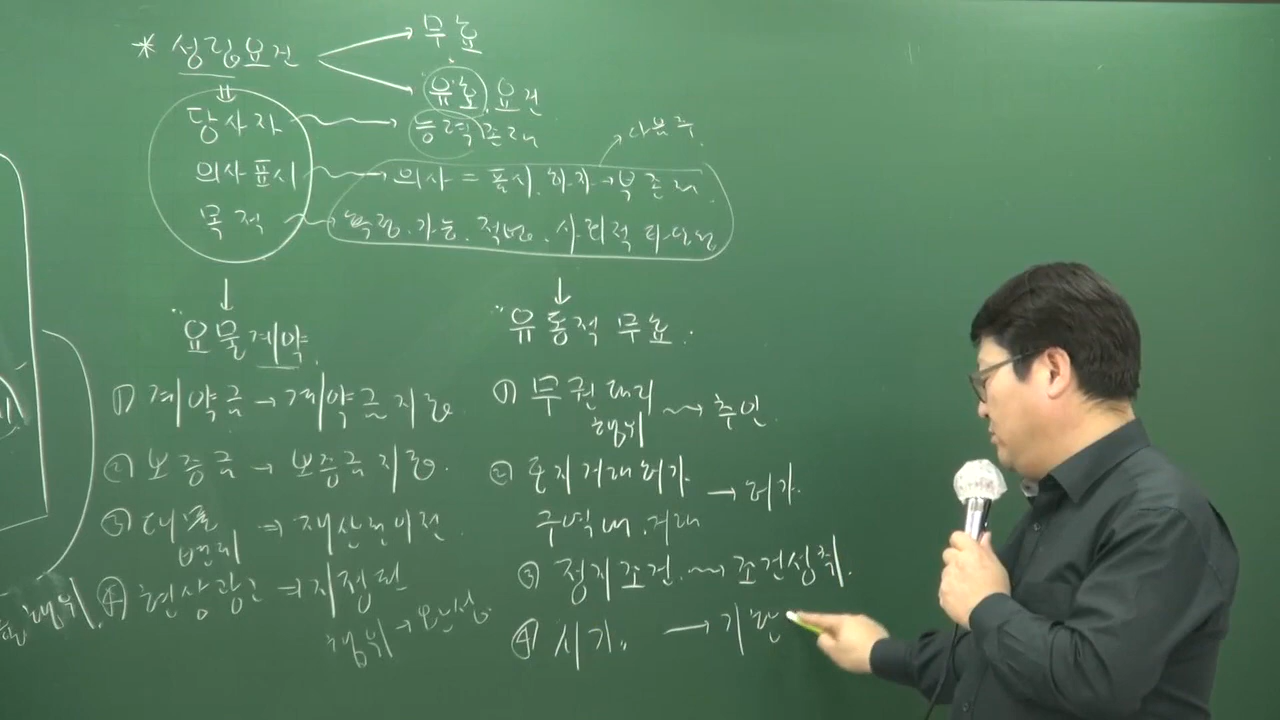 * 성립요건
무효
유효 요건
당사자 → 능력 존재
의사표시 → 의사 = 표시, 하자 → 부존재
다음주.
목적 → 확정. 가능. 적법. 사회적 타당성
↓
"요물계약.
① 계약금 → 계약금 지급
② 보증금 → 보증금 지급.
③ 대물변제 → 재산권이전
④ 현상광고 → 지정된
행위 → 완성.
행위.
↓
"유동적 무효.
① 무권대리
행위 → 추인.
② 토지거래허가
구역내. 거래 → 허가.
③ 정지조건. → 조건성취.
④ 시기. → 기한